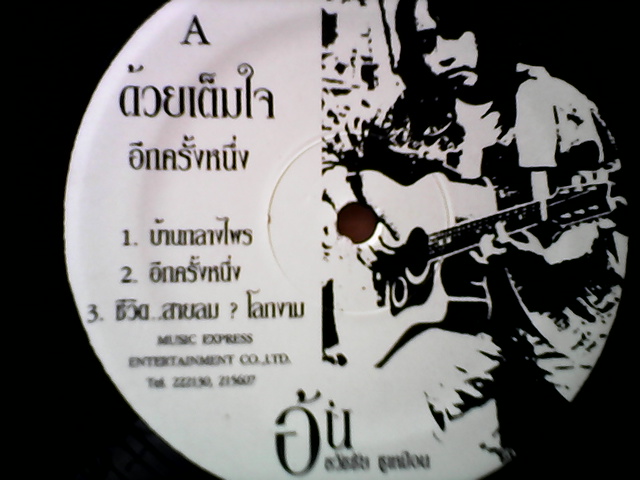 A
ด้วยเต็มใจ
อีกครั้งหนึ่ง
1. บ้านกลางไพร
2. อีกครั้งหนึ่ง
3. ชีวิต..สายลม ? โลกงาม
MUSIC EXPRESS
ENTERTAINMENT CO.,LTD.
Tel. 222130, 215607
อุ้น